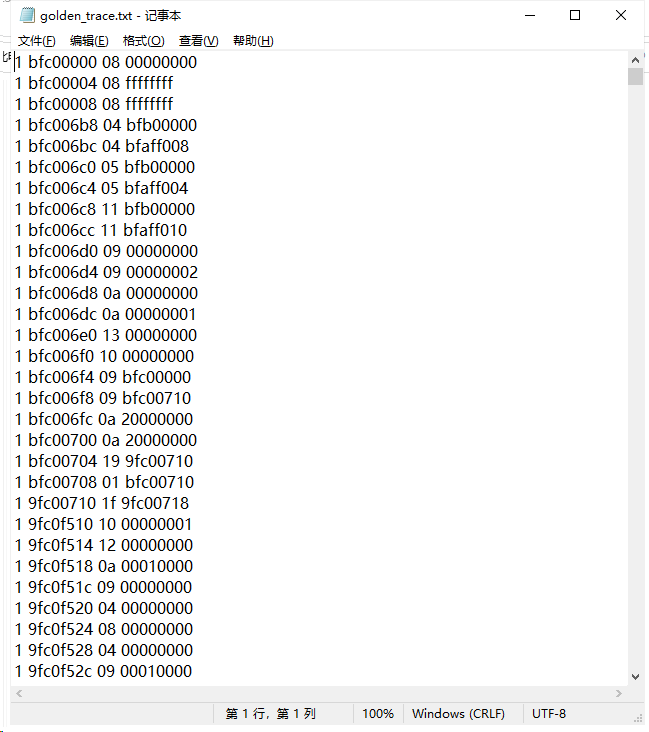 golden_trace.txt - 记事本
文件(F) 编辑(E) 格式(O) 查看(V) 帮助(H)
1 bfc00000 08 00000000
1 bfc00004 08 ffffffff
1 bfc00008 08 ffffffff
1 bfc006b8 04 bfb00000
1 bfc006bc 04 bfaff008
1 bfc006c0 05 bfb00000
1 bfc006c4 05 bfaff004
1 bfc006c8 11 bfb00000
1 bfc006cc 11 bfaff010
1 bfc006d0 09 00000000
1 bfc006d4 09 00000002
1 bfc006d8 0a 00000000
1 bfc006dc 0a 00000001
1 bfc006e0 13 00000000
1 bfc006f0 10 00000000
1 bfc006f4 09 bfc00000
1 bfc006f8 09 bfc00710
1 bfc006fc 0a 20000000
1 bfc00700 0a 20000000
1 bfc00704 19 9fc00710
1 bfc00708 01 bfc00710
1 9fc00710 1f 9fc00718
1 9fc0f510 10 00000001
1 9fc0f514 12 00000000
1 9fc0f518 0a 00010000
1 9fc0f51c 09 00000000
1 9fc0f520 04 00000000
1 9fc0f524 08 00000000
1 9fc0f528 04 00000000
1 9fc0f52c 09 00010000
第 1 行，第 1 列 100% Windows (CRLF) UTF-8